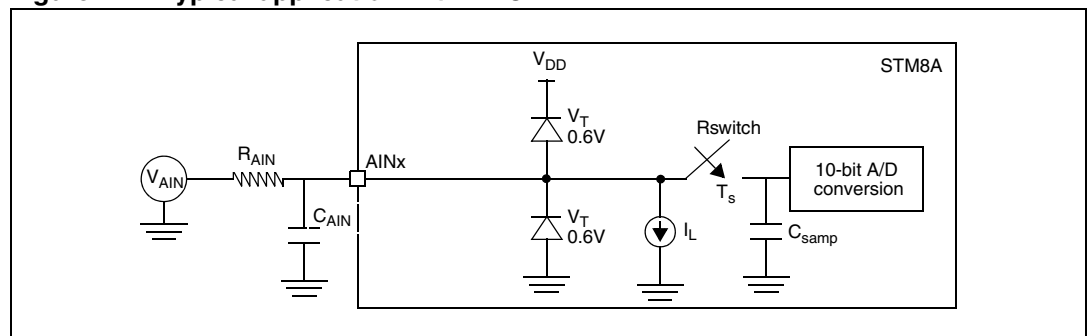 V_DD
STM8A
V_T
0.6V
Rswitch
R_AIN
AINx
V_AIN
10-bit A/D
conversion
T_s
C_AIN
V_T
0.6V
I_L
C_samp